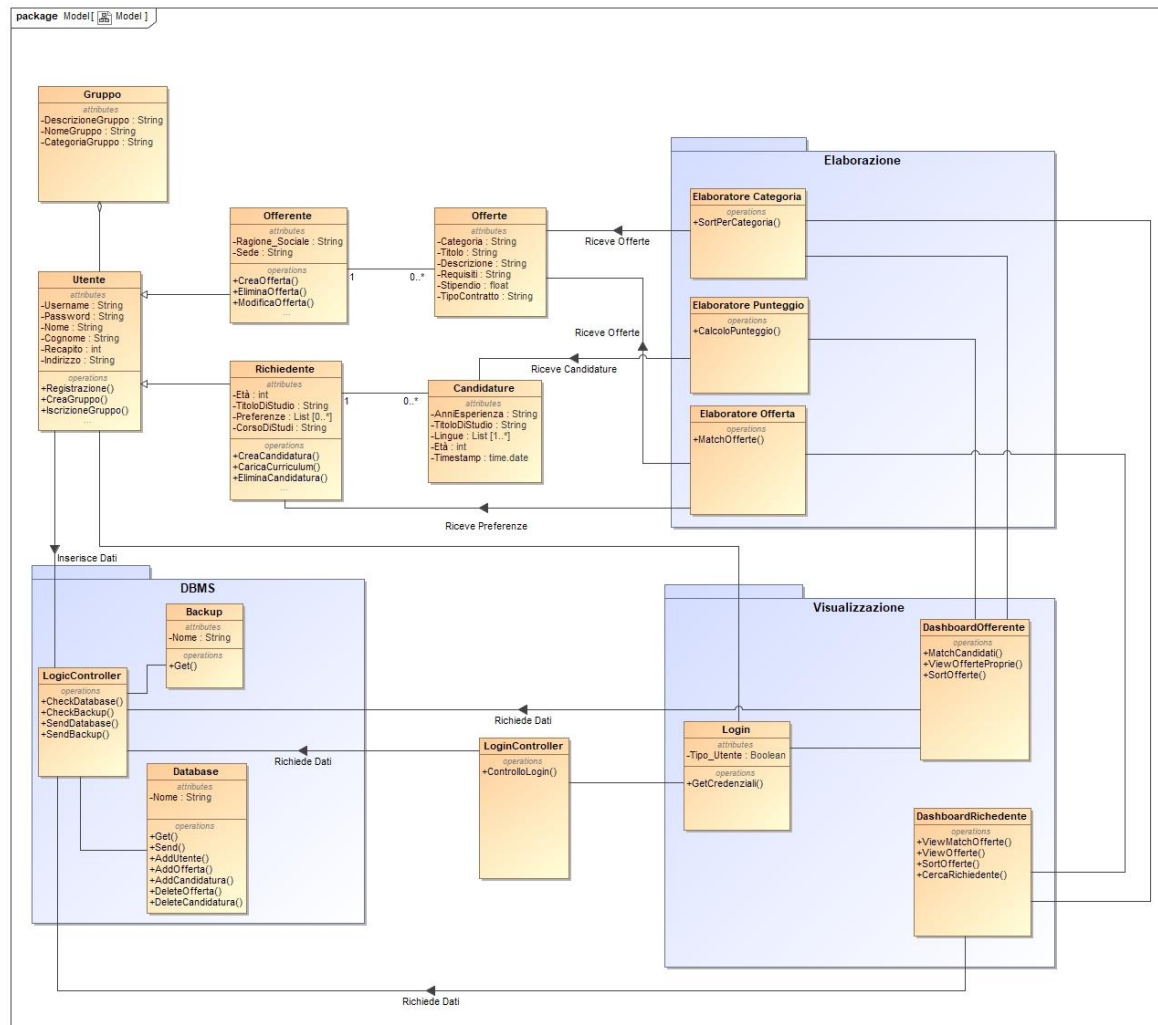 package Model[ Model ]
Gruppo
attributes
-DescrizioneGruppo : String
-NomeGruppo : String
-CategoriaGruppo : String
Utente
attributes
-Username : String
-Password : String
-Nome : String
-Cognome : String
-Recapito : int
-Indirizzo : String
operations
+Registrazione()
+CreaGruppo()
+IscrizioneGruppo()
...
Offerente
attributes
-Ragione_Sociale : String
-Sede : String
operations
+CreaOfferta()
+EliminaOfferta()
+ModificaOfferta()
...
1
0..*
Offerte
attributes
-Categoria : String
-Titolo : String
-Descrizione : String
-Requisiti : String
-Stipendio : float
-TipoContratto : String
Richiedente
attributes
-Età : int
-TitoloDiStudio : String
-Preferenze : List [0..*]
-CorsoDiStudi : String
operations
+CreaCandidatura()
+CaricaCurriculum()
+EliminaCandidatura()
...
1
0..*
Candidature
attributes
-AnniEsperienza : String
-TitoloDiStudio : String
-Lingue : List [1..*]
-Età : int
-Timestamp : time.date
Riceve Offerte
Riceve Offerte
Riceve Candidature
Riceve Preferenze
Elaborazione
Elaboratore Categoria
operations
+SortPerCategoria()
Elaboratore Punteggio
operations
+CalcoloPunteggio()
Elaboratore Offerta
operations
+MatchOfferte()
Inserisce Dati
DBMS
Backup
attributes
-Nome : String
operations
+Get()
LogicController
operations
+CheckDatabase()
+CheckBackup()
+SendDatabase()
+SendBackup()
Database
attributes
-Nome : String
operations
+Get()
+Send()
+AddUtente()
+AddOfferta()
+AddCandidatura()
+DeleteOfferta()
+DeleteCandidatura()
Richiede Dati
Richiede Dati
LoginController
operations
+ControlloLogin()
Visualizzazione
DashboardOfferente
operations
+MatchCandidati()
+ViewOfferteProprie()
+SortOfferte()
Login
attributes
-Tipo_Utente : Boolean
operations
+GetCredenziali()
DashboardRichedente
operations
+ViewMatchOfferte()
+ViewOfferte()
+SortOfferte()
+CercaRichiedente()
Richiede Dati